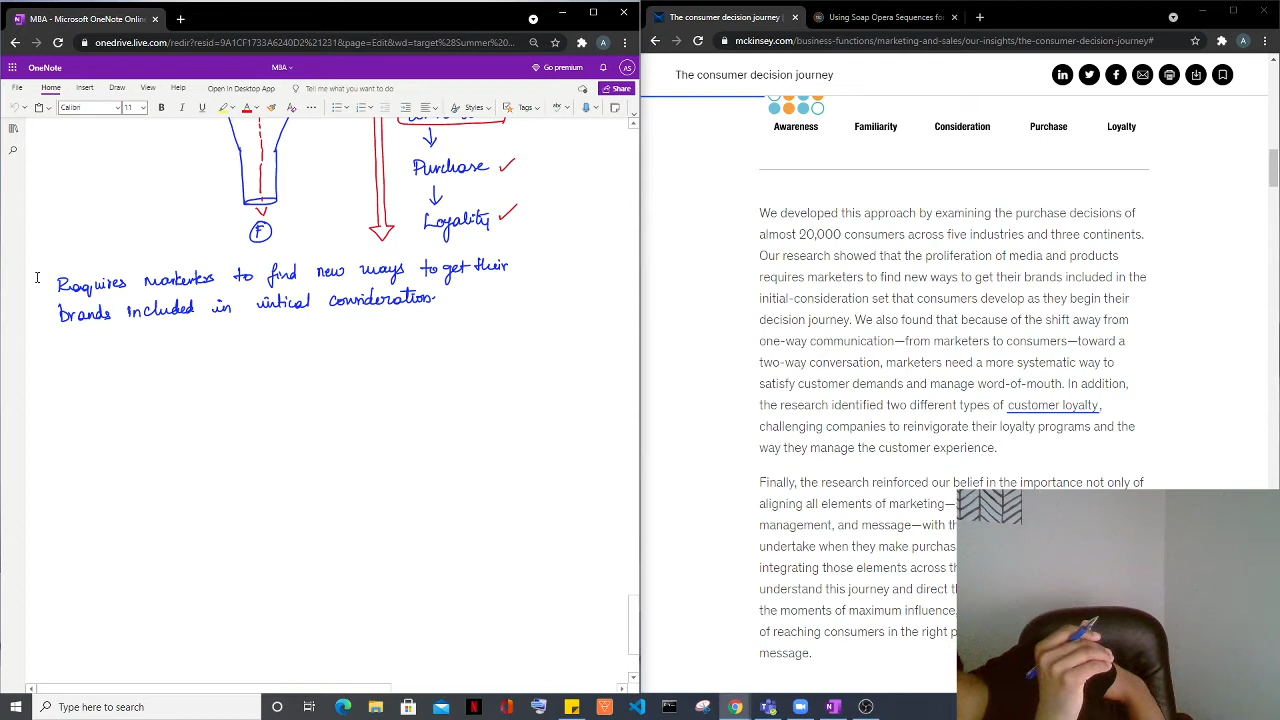 MBA - Microsoft OneNote Online
onedrive.live.com/redir?resid=9A1CF1733A6240D2%21231&page=Edit&wd=target%28Summer%20...
OneNote
MBA
Go premium
AS
File Home Insert Draw View Help Open in Desktop App Tell me what you want to do Share
Calibri 11 B I U A Styles Tags
Purchase ✓
Loyality ✓
F
Requires markerters to find new ways to get their
brands included in initical consideration.
The consumer decision journey
Using Soap Opera Sequences for
mckinsey.com/business-functions/marketing-and-sales/our-insights/the-consumer-decision-journey#
The consumer decision journey
Awareness Familiarity Consideration Purchase Loyalty
We developed this approach by examining the purchase decisions of
almost 20,000 consumers across five industries and three continents.
Our research showed that the proliferation of media and products
requires marketers to find new ways to get their brands included in the
initial-consideration set that consumers develop as they begin their
decision journey. We also found that because of the shift away from
one-way communication—from marketers to consumers—toward a
two-way conversation, marketers need a more systematic way to
satisfy customer demands and manage word-of-mouth. In addition,
the research identified two different types of customer loyalty,
challenging companies to reinvigorate their loyalty programs and the
way they manage the customer experience.
Finally, the research reinforced our belief in the importance not only of
aligning all elements of marketing—
management, and message—with th
undertake when they make purchas
integrating those elements across th
understand this journey and direct th
the moments of maximum influence,
of reaching consumers in the right p
message.
Type here to search